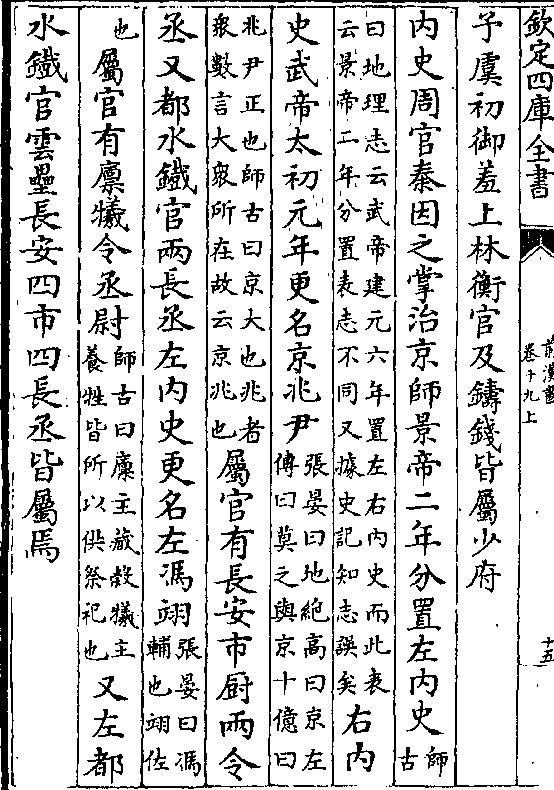 欽定四庫全書
前漢書
卷十九上
十五
予虞初御羞上林衡官及鑄錢皆屬少府
内史周官秦因之掌治京師景帝二年分置左内史師古
曰地理志云武帝建元六年置左右内史而此表
云景帝二年分置表志不同又據史記知志誤矣右内
史武帝太初元年更名京兆尹張晏曰地絶高曰京左
傳曰莫之與京十億曰
兆尹正也師古曰京大也兆者
衆數言大衆所在故云京兆也屬官有長安市厨兩令
丞又都水鐵官兩長丞左内史更名左馮翊張晏曰馮
輔也翊佐
也屬官有廩犧令丞尉師古曰廩主藏穀犧主
養牲皆所以供祭祀也又左都
水鐵官雲壘長安四市四長丞皆屬焉